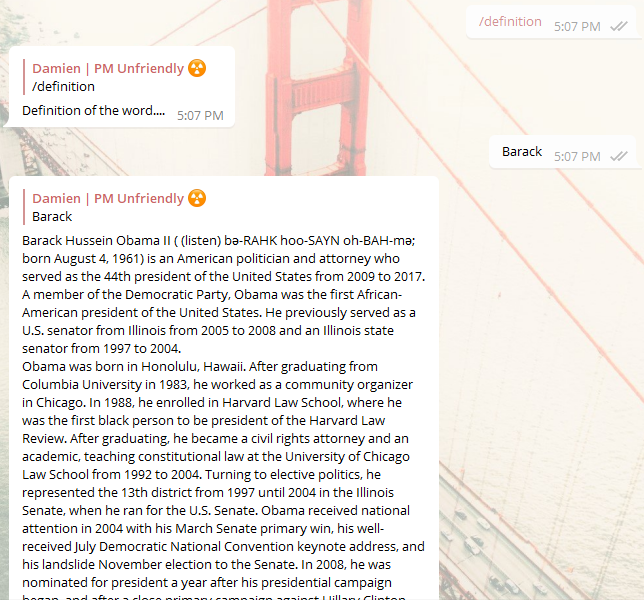 /definition 5:07 PM
Damien | PM Unfriendly ☢
/definition
Definition of the word.... 5:07 PM
Barack 5:07 PM
Damien | PM Unfriendly ☢
Barack
Barack Hussein Obama II ( (listen) bə-RAHK hoo-SAYN oh-BAH-mə;
born August 4, 1961) is an American politician and attorney who
served as the 44th president of the United States from 2009 to 2017.
A member of the Democratic Party, Obama was the first African-
American president of the United States. He previously served as a
U.S. senator from Illinois from 2005 to 2008 and an Illinois state
senator from 1997 to 2004.
Obama was born in Honolulu, Hawaii. After graduating from
Columbia University in 1983, he worked as a community organizer
in Chicago. In 1988, he enrolled in Harvard Law School, where he
was the first black person to be president of the Harvard Law
Review. After graduating, he became a civil rights attorney and an
academic, teaching constitutional law at the University of Chicago
Law School from 1992 to 2004. Turning to elective politics, he
represented the 13th district from 1997 until 2004 in the Illinois
Senate, when he ran for the U.S. Senate. Obama received national
attention in 2004 with his March Senate primary win, his well-
received July Democratic National Convention keynote address, and
his landslide November election to the Senate. In 2008, he was
nominated for president a year after his presidential campaign
began, and after a close primary campaign against Hillary Clinton